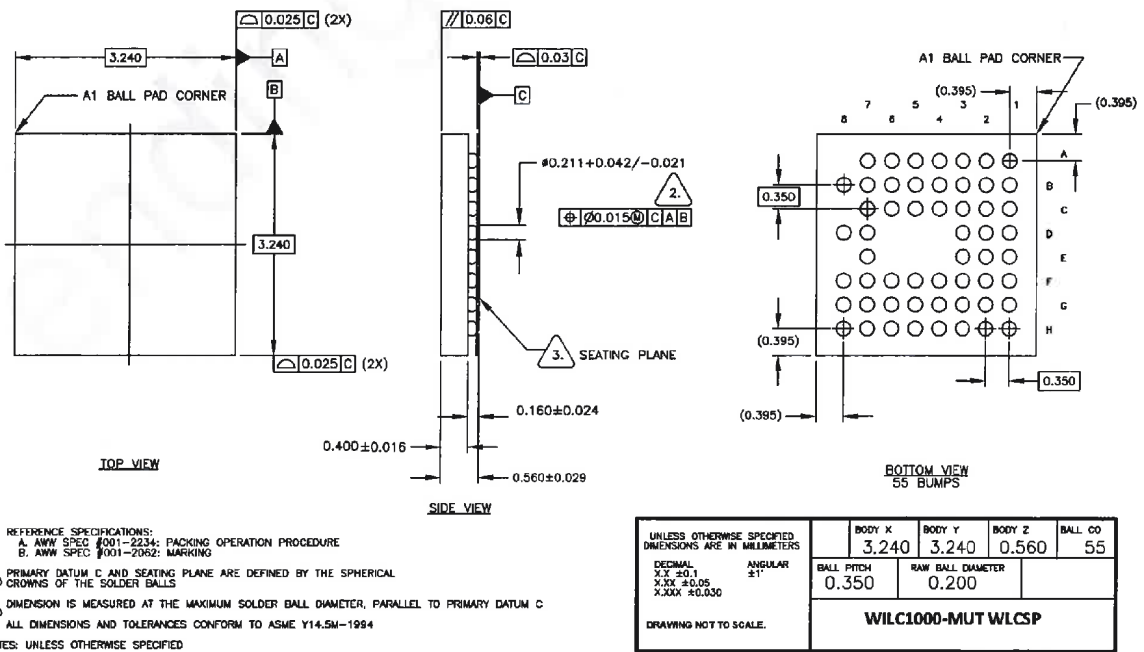 ⌓ 0.025 C (2X)
3.240
A
A1 BALL PAD CORNER
B
3.240
⌓ 0.025 C (2X)
TOP VIEW
// 0.06 C
⌓ 0.03 C
C
ø0.211+0.042/-0.021
2.
⌖ Ø0.015Ⓜ C A B
3. SEATING PLANE
0.160±0.024
0.400±0.016
0.560±0.029
SIDE VIEW
A1 BALL PAD CORNER
(0.395)
(0.395)
7 5 3 1
8 6 4 2
A
B
C
D
E
F
G
H
0.350
(0.395)
0.350
(0.395)
BOTTOM VIEW
55 BUMPS
REFERENCE SPECIFICATIONS:
A. AWW SPEC #001-2234: PACKING OPERATION PROCEDURE
B. AWW SPEC #001-2062: MARKING
PRIMARY DATUM C AND SEATING PLANE ARE DEFINED BY THE SPHERICAL
CROWNS OF THE SOLDER BALLS
DIMENSION IS MEASURED AT THE MAXIMUM SOLDER BALL DIAMETER, PARALLEL TO PRIMARY DATUM C
ALL DIMENSIONS AND TOLERANCES CONFORM TO ASME Y14.5M-1994
TES: UNLESS OTHERWISE SPECIFIED
UNLESS OTHERWISE SPECIFIED
DIMENSIONS ARE IN MILLIMETERS
DECIMAL ANGULAR
X.X ±0.1 ±1°
X.XX ±0.05
X.XXX ±0.030
DRAWING NOT TO SCALE.
BODY X BODY Y BODY Z BALL CO
3.240 3.240 0.560 55
BALL PITCH RAW BALL DIAMETER
0.350 0.200
WILC1000-MUT WLCSP